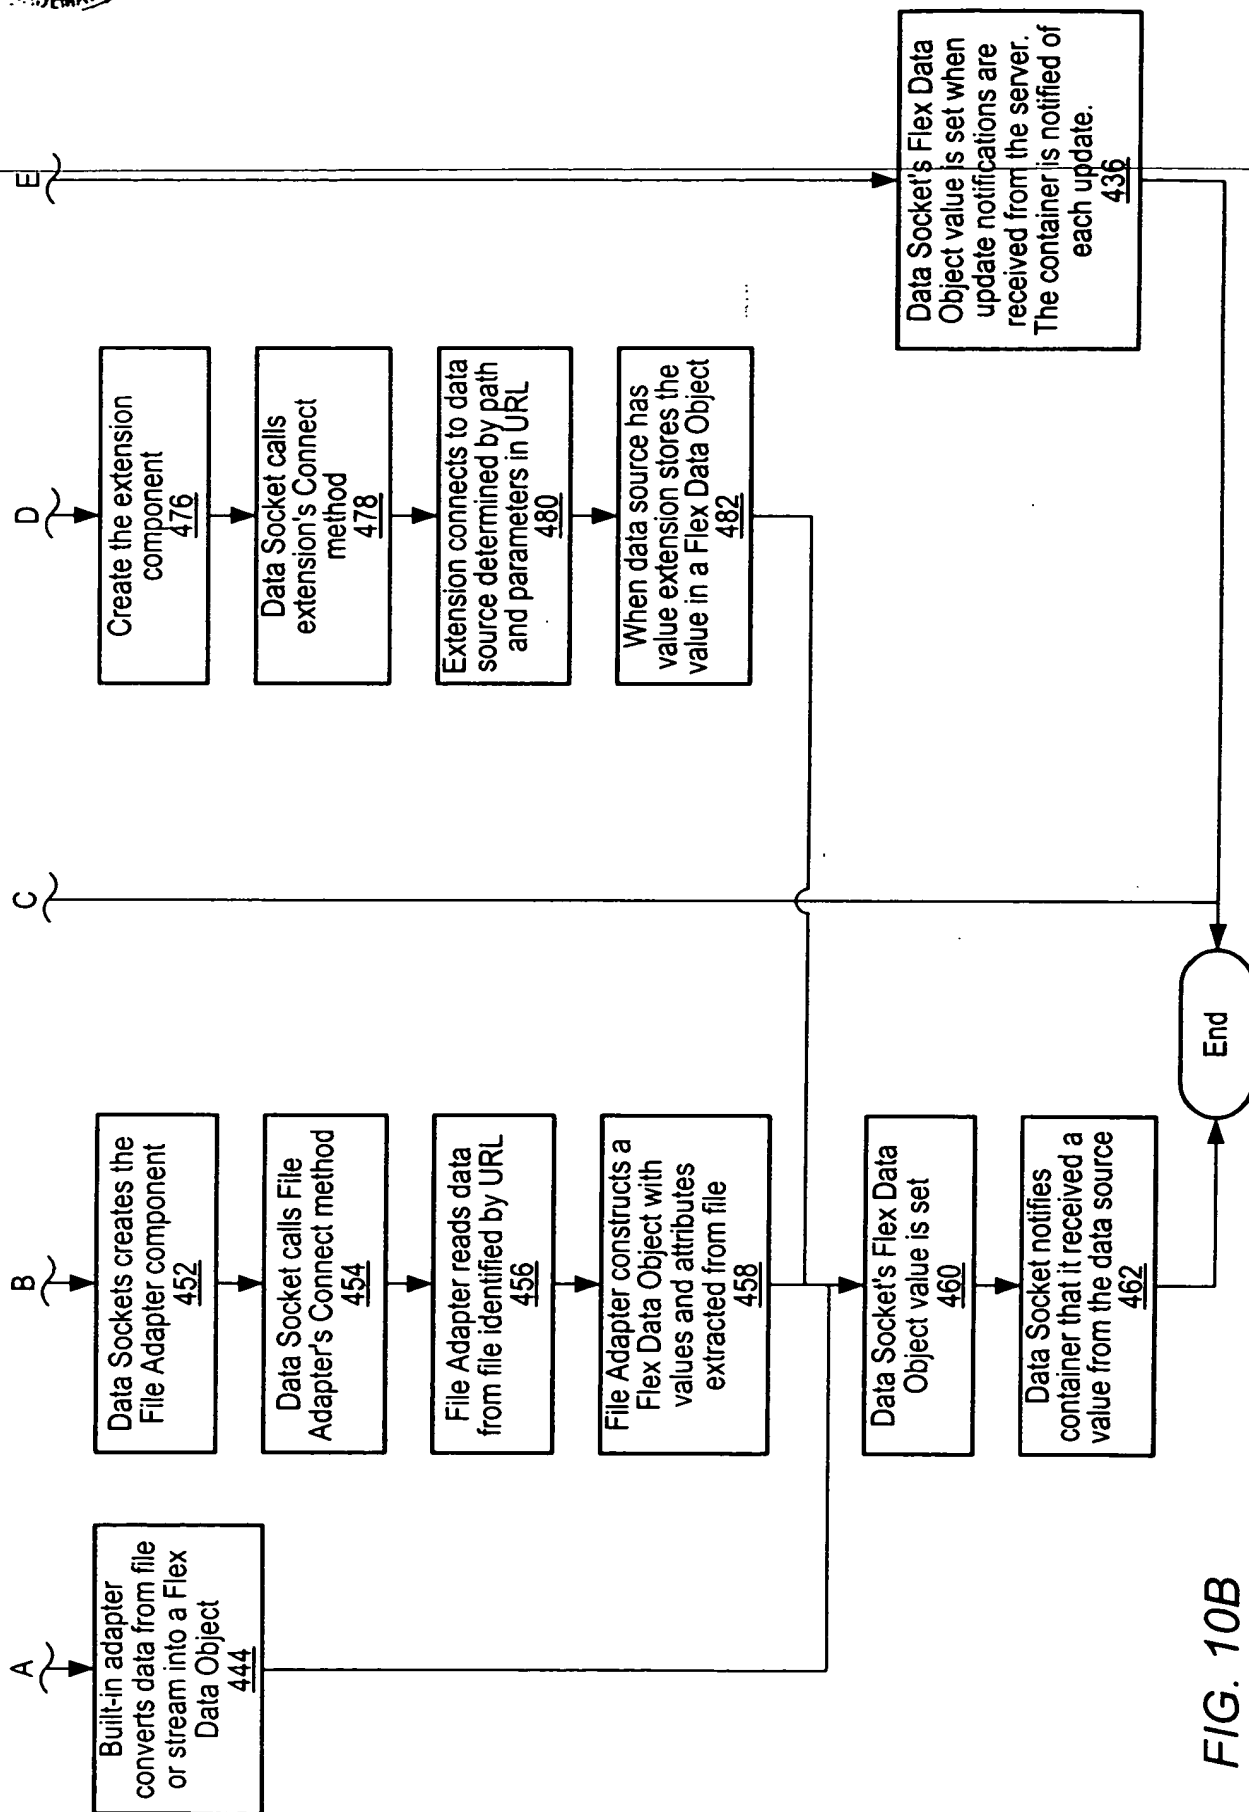 A
B
C
D
E
Built-in adapter
converts data from file
or stream into a Flex
Data Object
444
Data Sockets creates the
File Adapter component
452
Data Socket calls File
Adapter's Connect method
454
File Adapter reads data
from file identified by URL
456
File Adapter constructs a
Flex Data Object with
values and attributes
extracted from file
458
Data Socket's Flex Data
Object value is set
460
Data Socket notifies
container that it received a
value from the data source
462
Create the extension
component
476
Data Socket calls
extension's Connect
method
478
Extension connects to data
source determined by path
and parameters in URL
480
When data source has
value extension stores the
value in a Flex Data Object
482
Data Socket's Flex Data
Object value is set when
update notifications are
received from the server.
The container is notified of
each update.
436
End
FIG. 10B